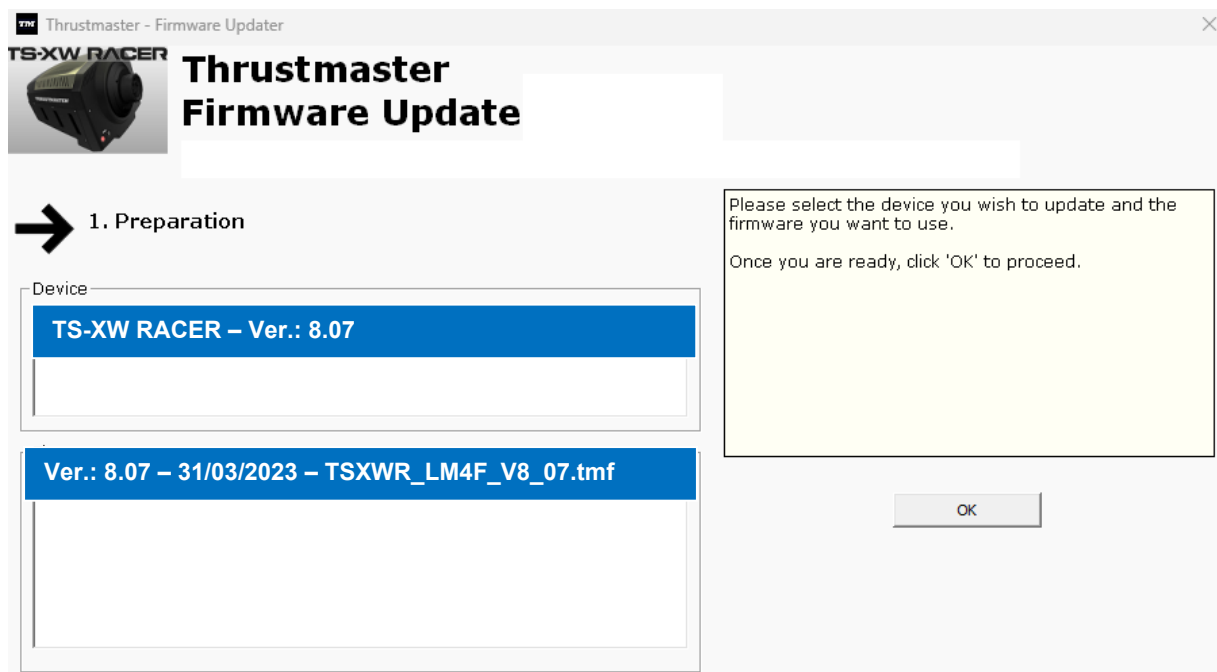 Thrustmaster - Firmware Updater
TS-XW RACER
Thrustmaster
Firmware Update
1. Preparation
Please select the device you wish to update and the
firmware you want to use.
Once you are ready, click 'OK' to proceed.
Device
TS-XW RACER – Ver.: 8.07
Ver.: 8.07 – 31/03/2023 – TSXWR_LM4F_V8_07.tmf
OK